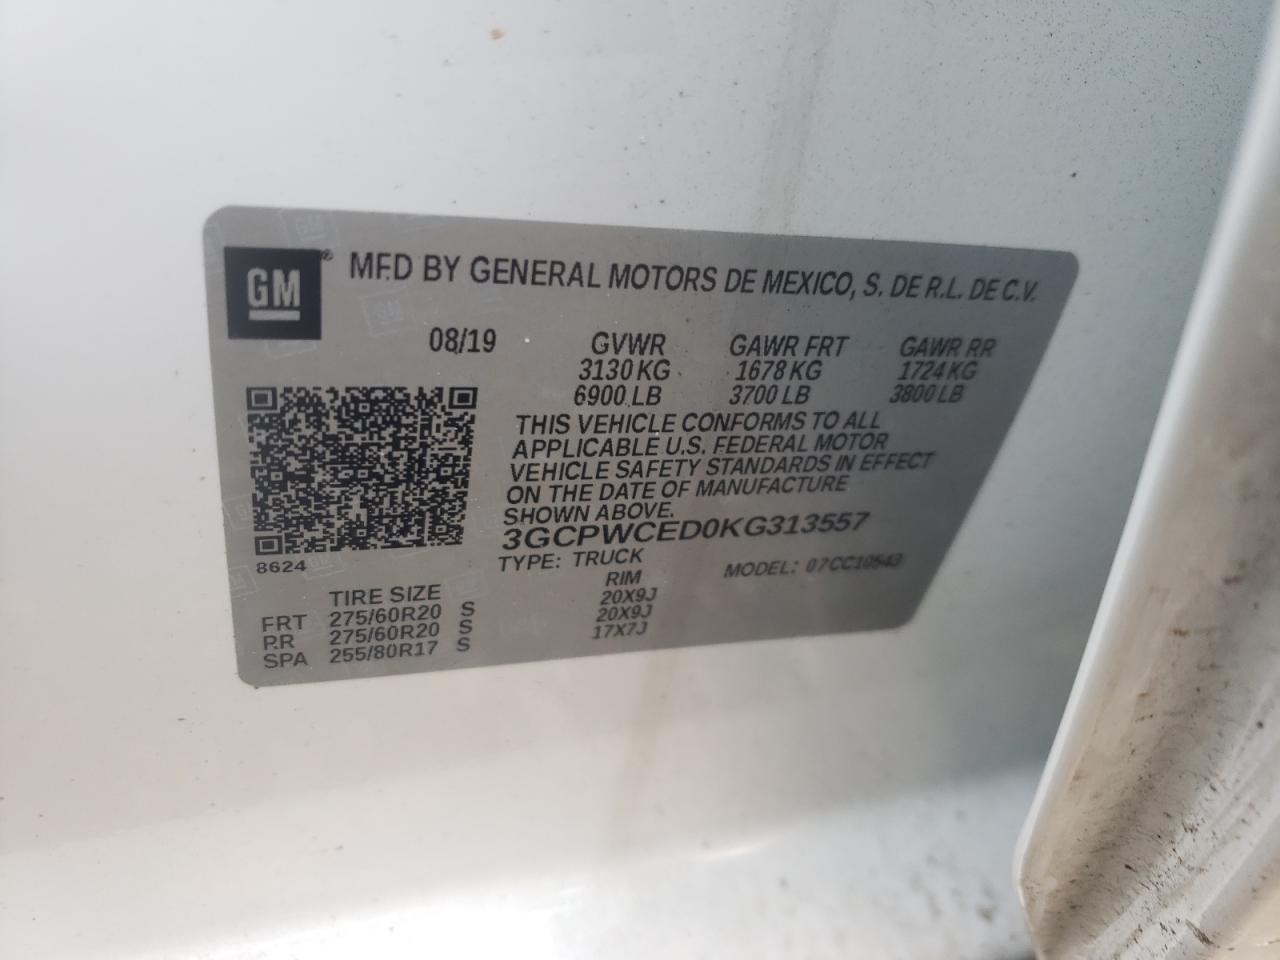 GM® MFD BY GENERAL MOTORS DE MEXICO, S. DE R.L. DE C.V.
08/19 GVWR GAWR FRT GAWR RR
3130 KG 1678 KG 1724 KG
6900 LB 3700 LB 3800 LB
THIS VEHICLE CONFORMS TO ALL
APPLICABLE U.S. FEDERAL MOTOR
VEHICLE SAFETY STANDARDS IN EFFECT
ON THE DATE OF MANUFACTURE
SHOWN ABOVE.
3GCPWCED0KG313557
8624 TYPE: TRUCK MODEL: 07CC10543
TIRE SIZE RIM
FRT 275/60R20 S 20X9J
RR 275/60R20 S 20X9J
SPA 255/80R17 S 17X7J